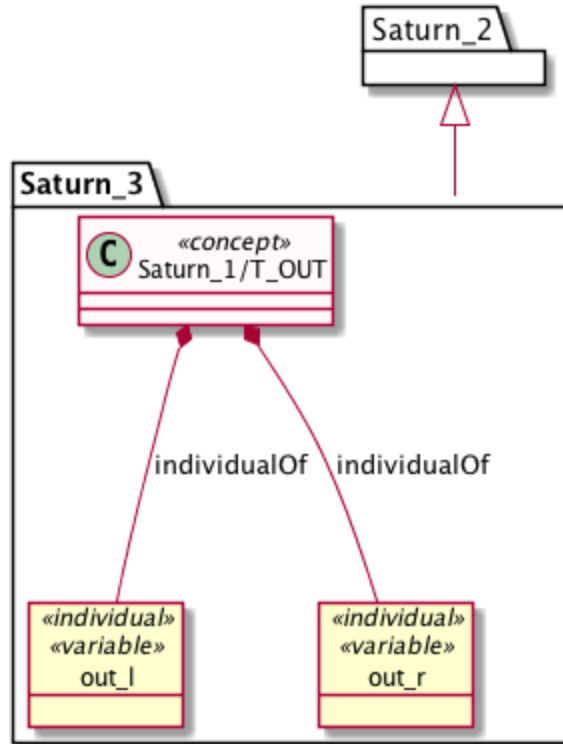 Saturn_2
Saturn_3
C
«concept»
Saturn_1/T_OUT
individualOf
individualOf
«individual»
«variable»
out_l
«individual»
«variable»
out_r